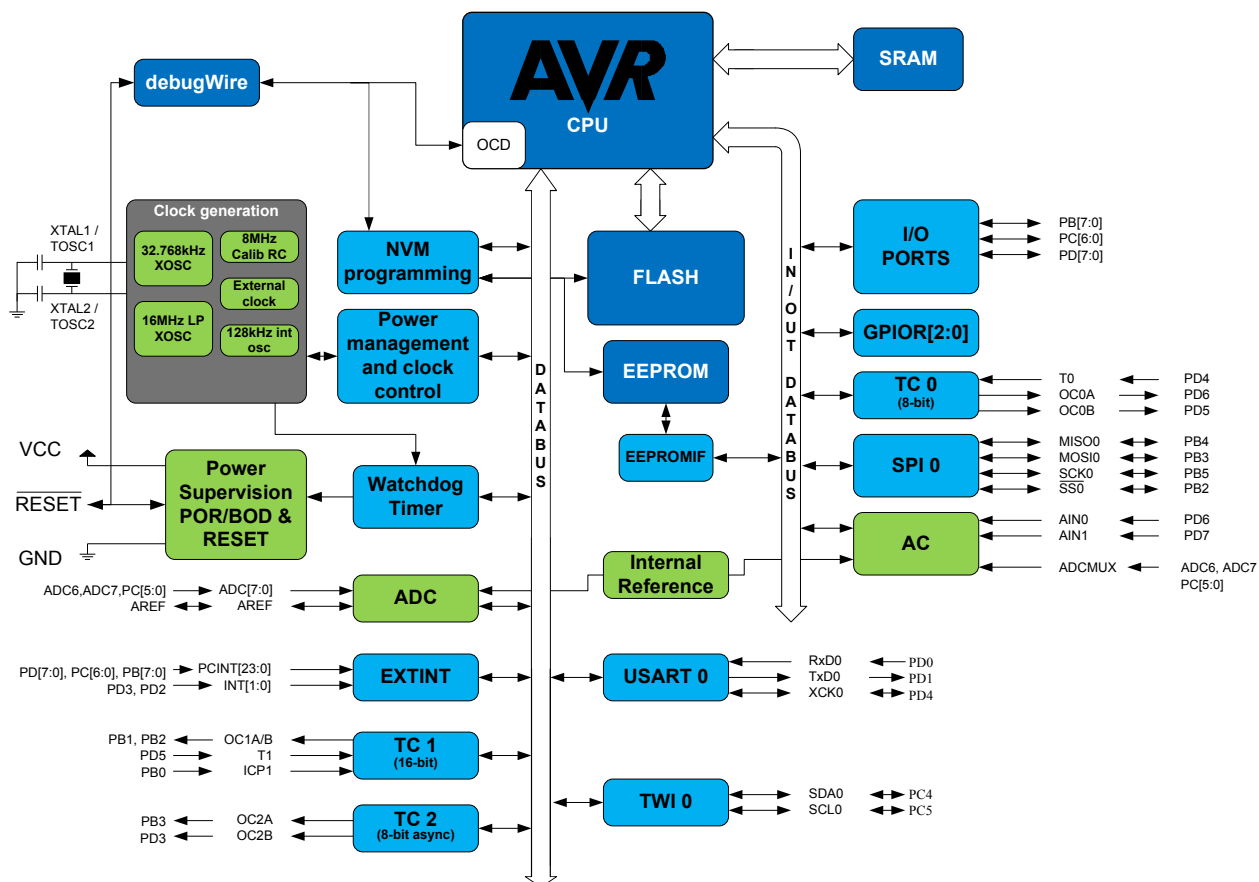 AVR
CPU
OCD
SRAM
debugWire
Clock generation
32.768kHz
XOSC
8MHz
Calib RC
External
clock
16MHz LP
XOSC
128kHz int
osc
XTAL1 /
TOSC1
XTAL2 /
TOSC2
NVM
programming
Power
management
and clock
control
FLASH
EEPROM
EEPROMIF
DATABUS
IN/OUT DATABUS
I/O
PORTS
PB[7:0]
PC[6:0]
PD[7:0]
GPIOR[2:0]
TC 0
(8-bit)
T0 PD4
OC0A PD6
OC0B PD5
SPI 0
MISO0 PB4
MOSI0 PB3
SCK0 PB5
SS0 PB2
AC
AIN0 PD6
AIN1 PD7
ADCMUX ADC6, ADC7
PC[5:0]
VCC
RESET
GND
Power
Supervision
POR/BOD &
RESET
Watchdog
Timer
Internal
Reference
ADC6,ADC7,PC[5:0] ADC[7:0]
AREF AREF
ADC
PD[7:0], PC[6:0], PB[7:0] PCINT[23:0]
PD3, PD2 INT[1:0]
EXTINT
USART 0
RxD0 PD0
TxD0 PD1
XCK0 PD4
PB1, PB2 OC1A/B
PD5 T1
PB0 ICP1
TC 1
(16-bit)
TWI 0
SDA0 PC4
SCL0 PC5
PB3 OC2A
PD3 OC2B
TC 2
(8-bit async)